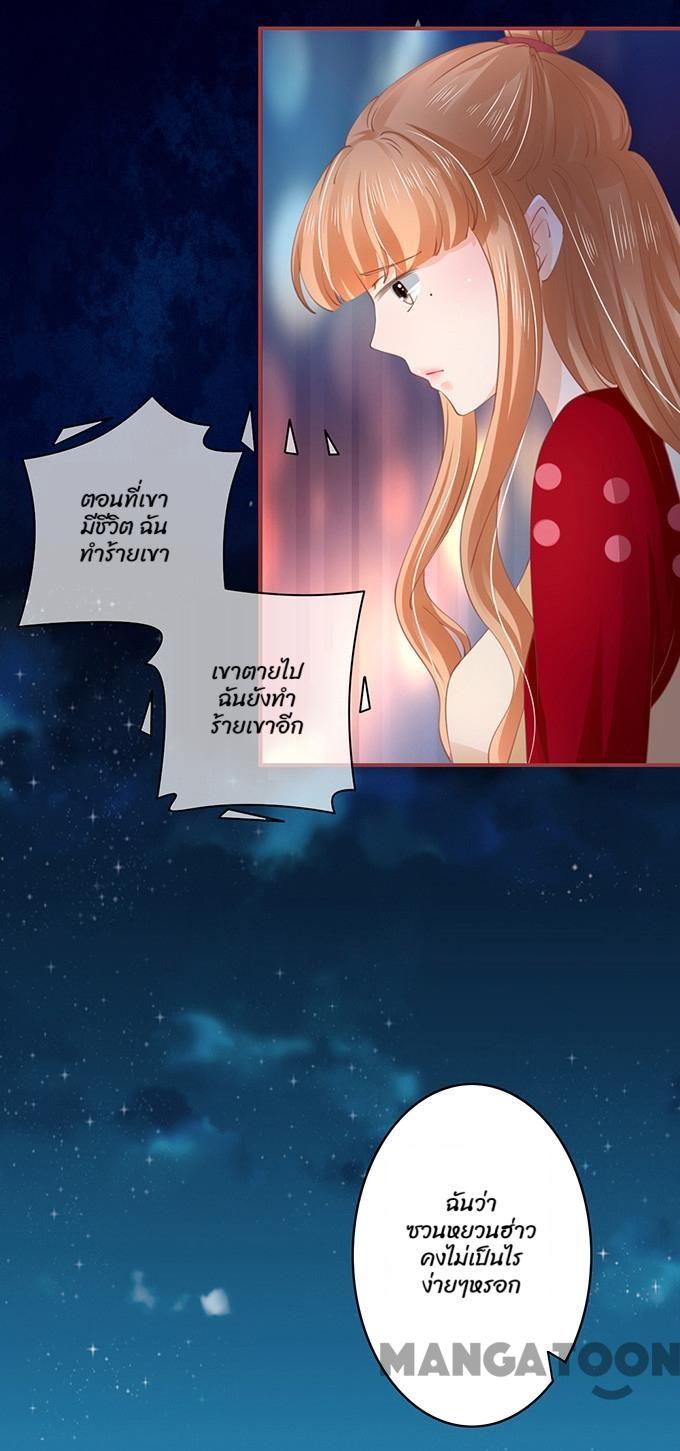 ตอนที่เขา
มีชีวิต ฉัน
ทำร้ายเขา
เขาตายไป
ฉันยังทำ
ร้ายเขาอีก
ฉันว่า
ซวนหยวนฮ่าว
คงไม่เป็นไร
ง่ายๆหรอก
MANGATOON